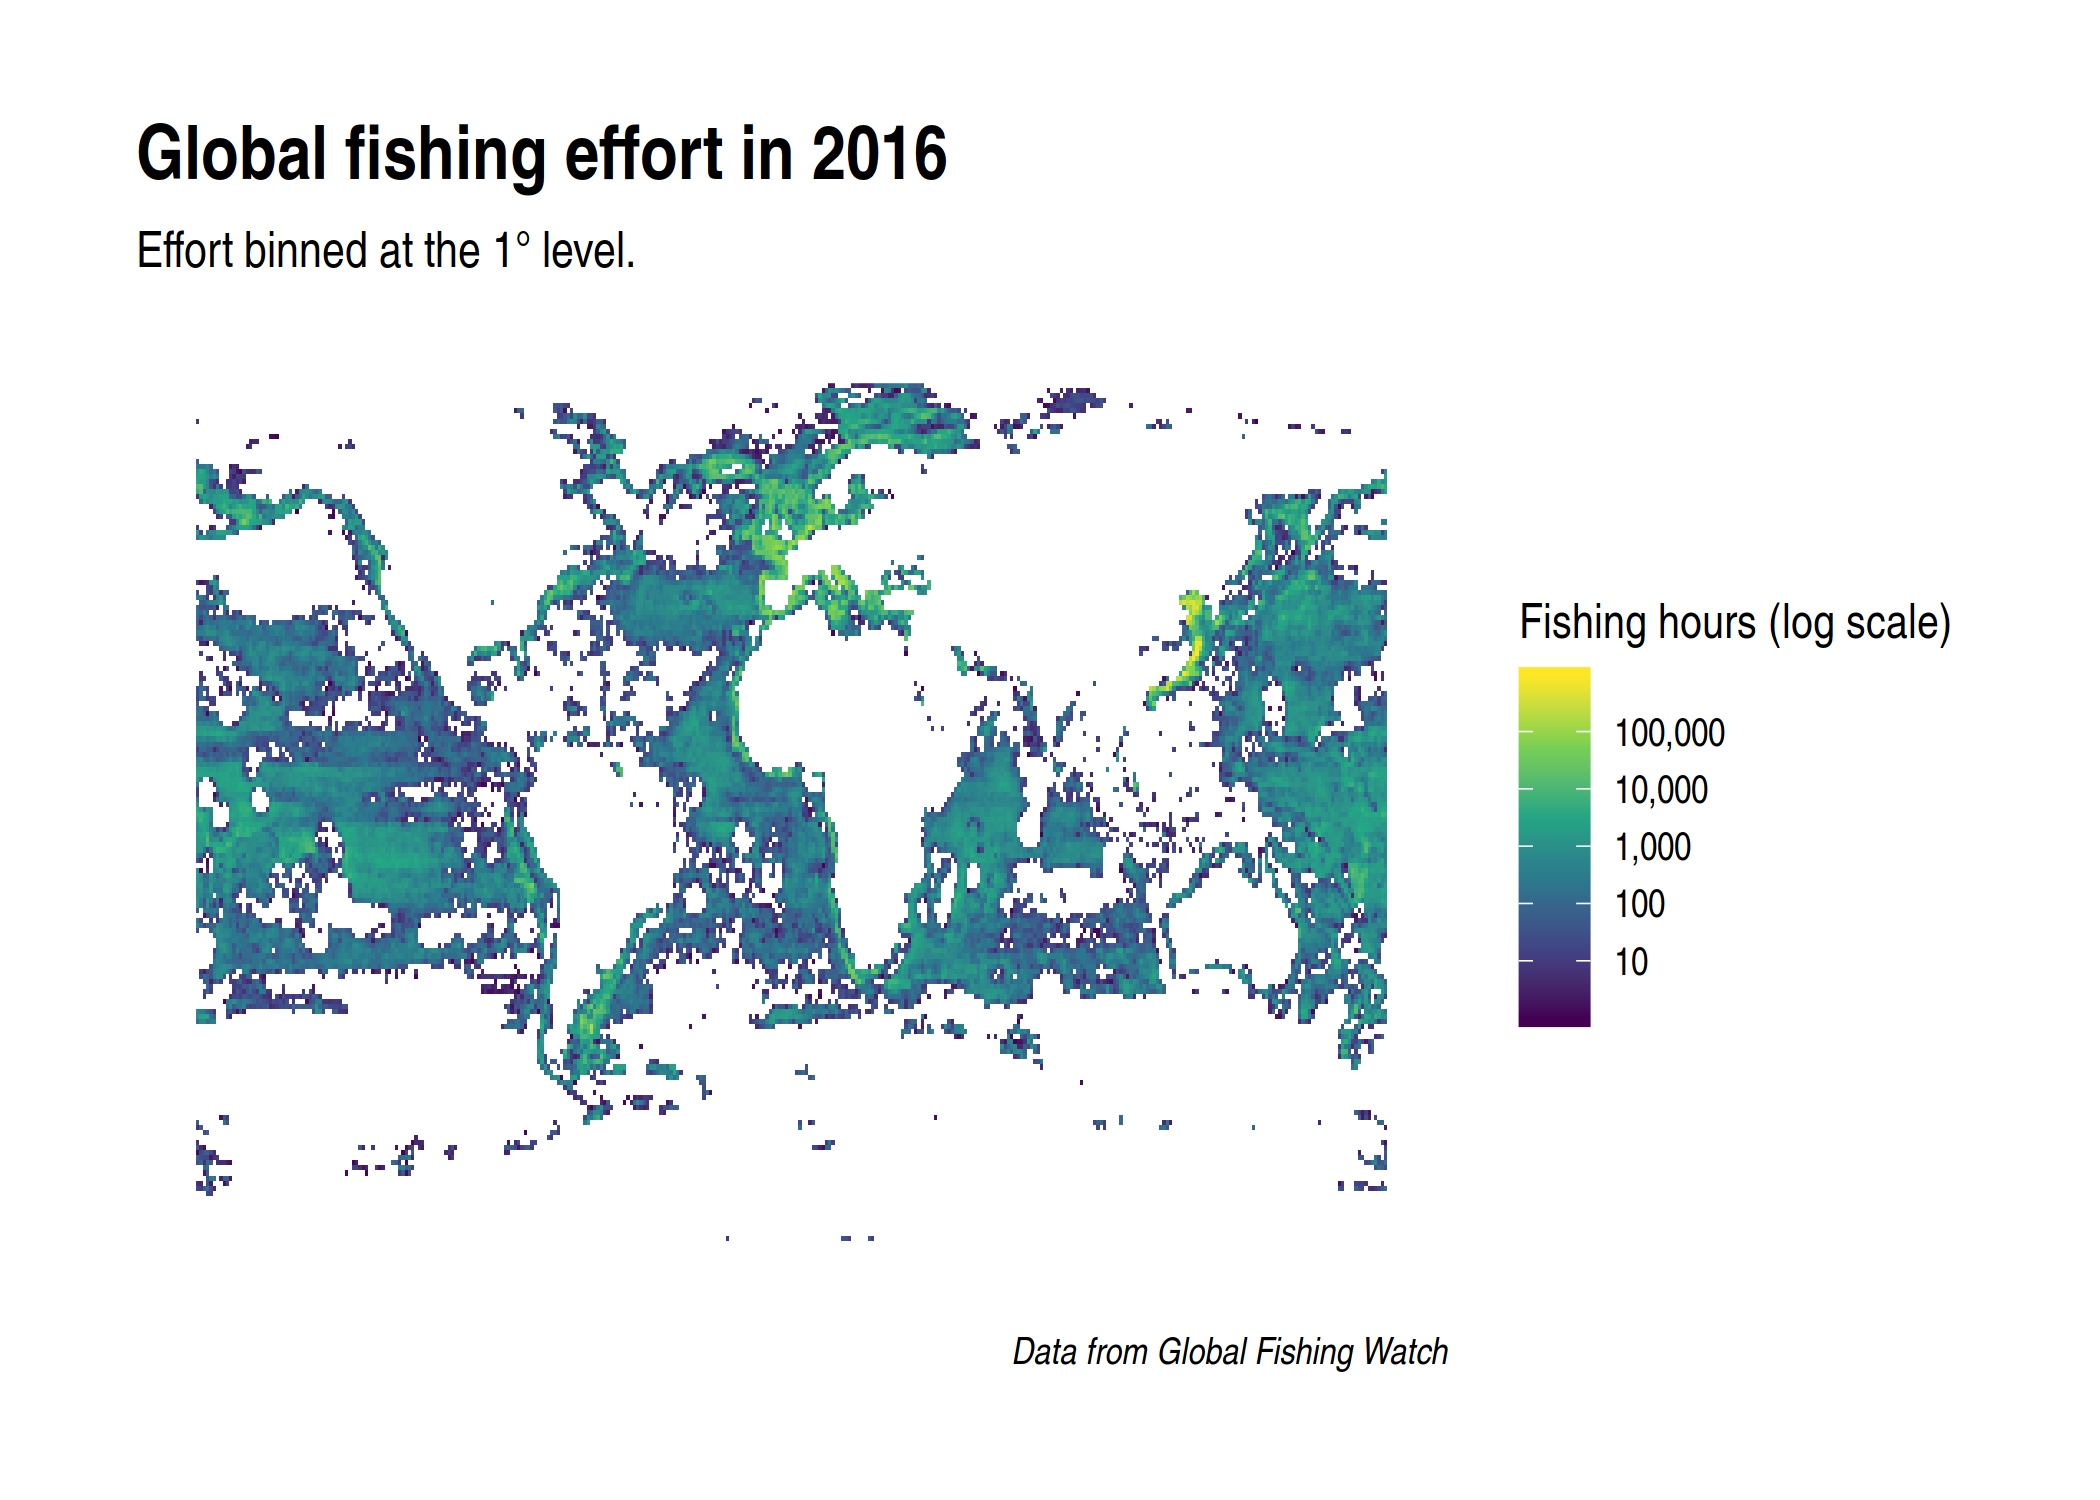 Global fishing effort in 2016
Effort binned at the 1° level.
Fishing hours (log scale)
100,000
10,000
1,000
100
10
Data from Global Fishing Watch